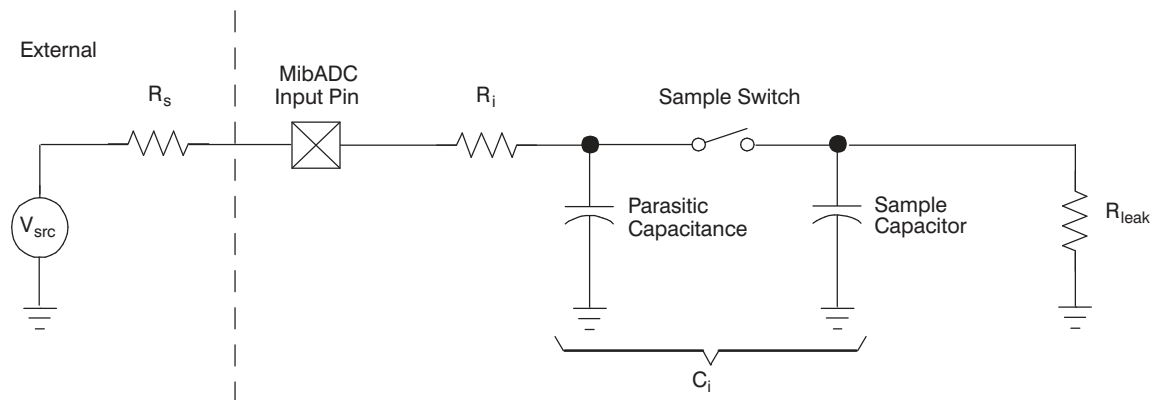 External
MibADC
Input Pin
Rs
Ri
Sample Switch
Vsrc
Parasitic
Capacitance
Sample
Capacitor
Rleak
Ci